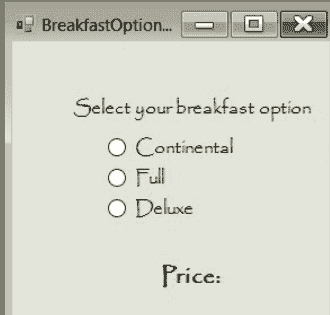 BreakfastOption...
Select your breakfast option
Continental
Full
Deluxe
Price: